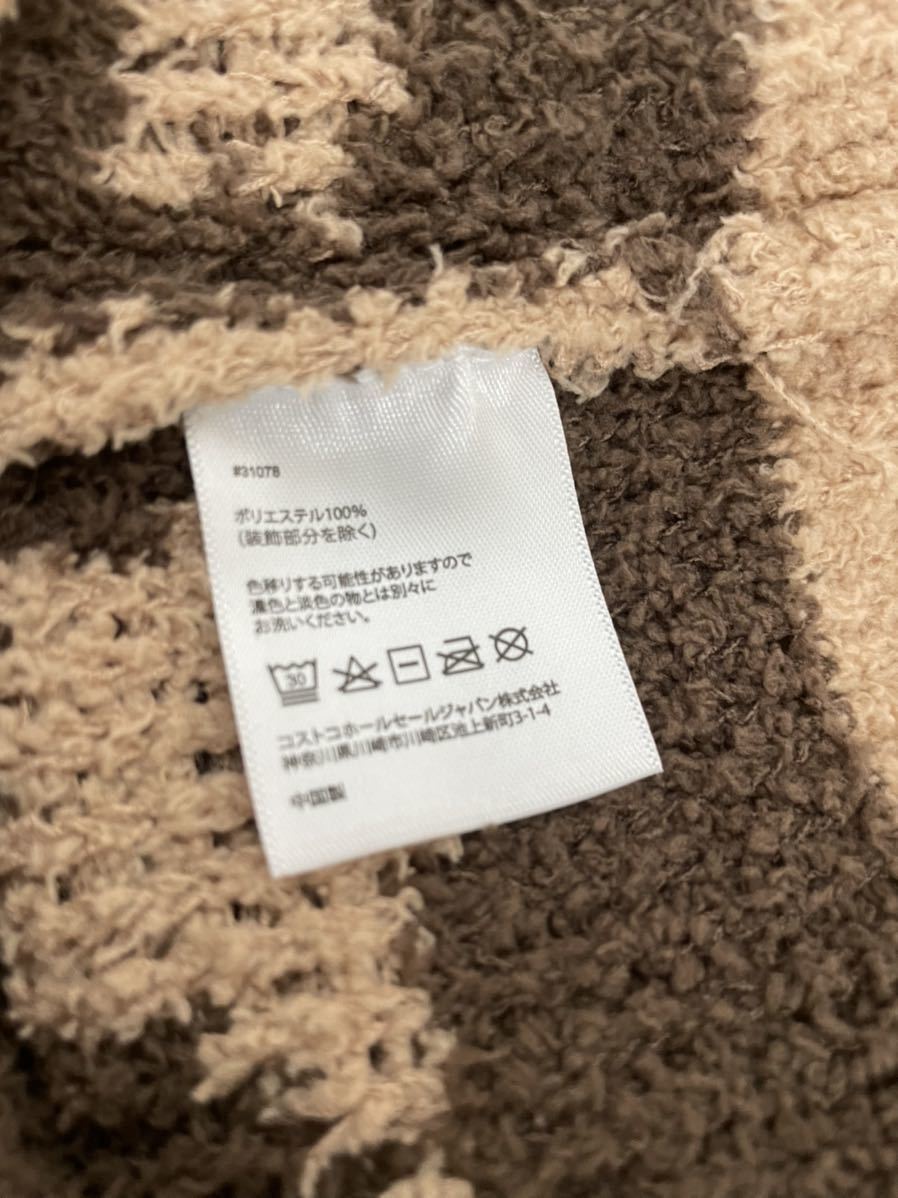 #31078
ポリエステル100%
(装飾部分を除く)
色移りする可能性がありますので
濃色と淡色の物とは別々に
お洗いください。
30
コストコホールセールジャパン株式会社
神奈川県川崎市川崎区池上新町3-1-4
中国製